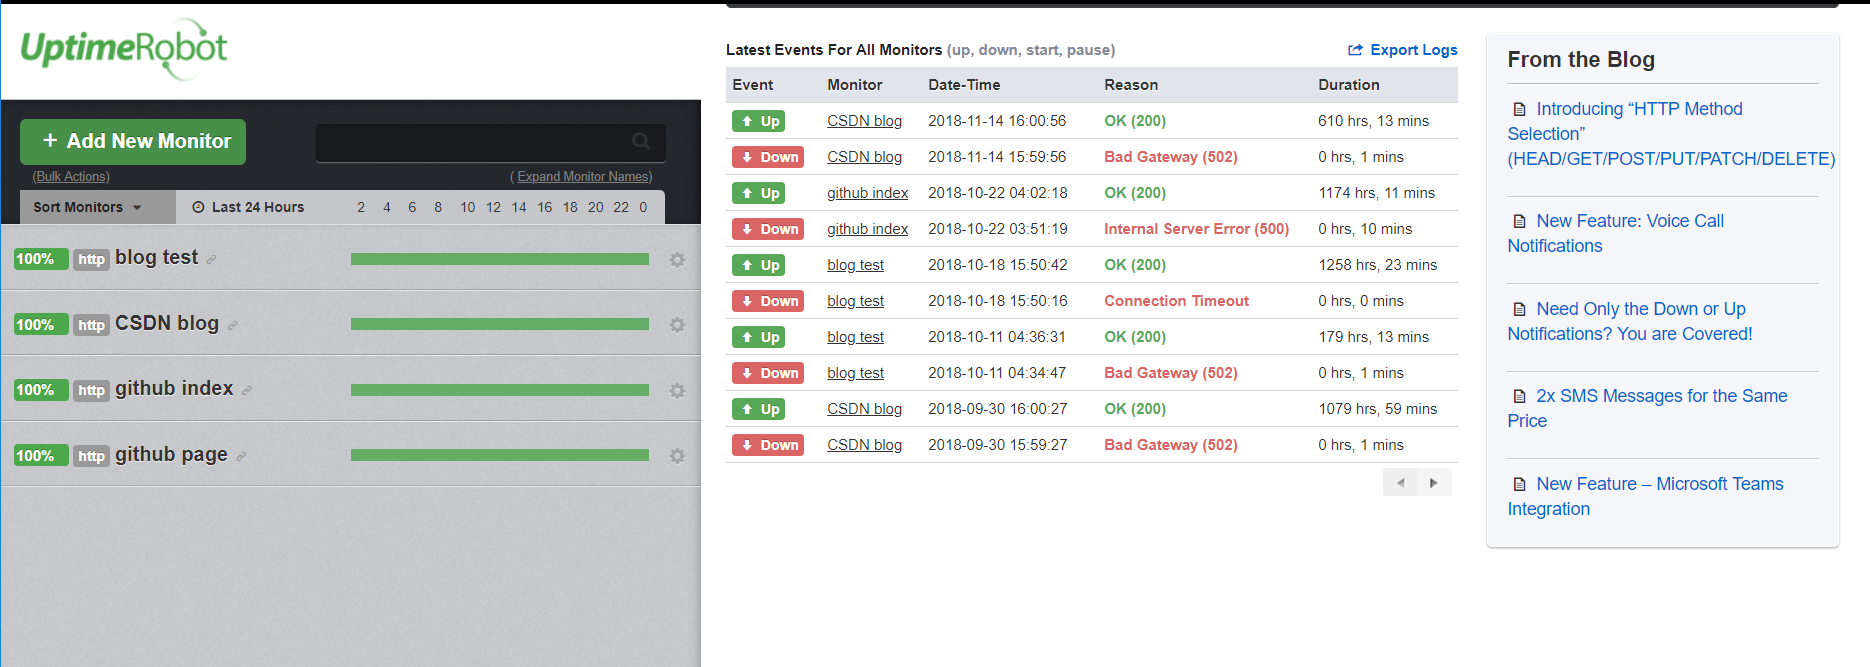 UptimeRobot
+ Add New Monitor
(Bulk Actions)
( Expand Monitor Names)
Sort Monitors
Last 24 Hours 2 4 6 8 10 12 14 16 18 20 22 0
100% http blog test
100% http CSDN blog
100% http github index
100% http github page
Latest Events For All Monitors (up, down, start, pause)
Export Logs
Event Monitor Date-Time Reason Duration
Up CSDN blog 2018-11-14 16:00:56 OK (200) 610 hrs, 13 mins
Down CSDN blog 2018-11-14 15:59:56 Bad Gateway (502) 0 hrs, 1 mins
Up github index 2018-10-22 04:02:18 OK (200) 1174 hrs, 11 mins
Down github index 2018-10-22 03:51:19 Internal Server Error (500) 0 hrs, 10 mins
Up blog test 2018-10-18 15:50:42 OK (200) 1258 hrs, 23 mins
Down blog test 2018-10-18 15:50:16 Connection Timeout 0 hrs, 0 mins
Up blog test 2018-10-11 04:36:31 OK (200) 179 hrs, 13 mins
Down blog test 2018-10-11 04:34:47 Bad Gateway (502) 0 hrs, 1 mins
Up CSDN blog 2018-09-30 16:00:27 OK (200) 1079 hrs, 59 mins
Down CSDN blog 2018-09-30 15:59:27 Bad Gateway (502) 0 hrs, 1 mins
From the Blog
Introducing “HTTP Method
Selection”
(HEAD/GET/POST/PUT/PATCH/DELETE)
New Feature: Voice Call
Notifications
Need Only the Down or Up
Notifications? You are Covered!
2x SMS Messages for the Same
Price
New Feature – Microsoft Teams
Integration